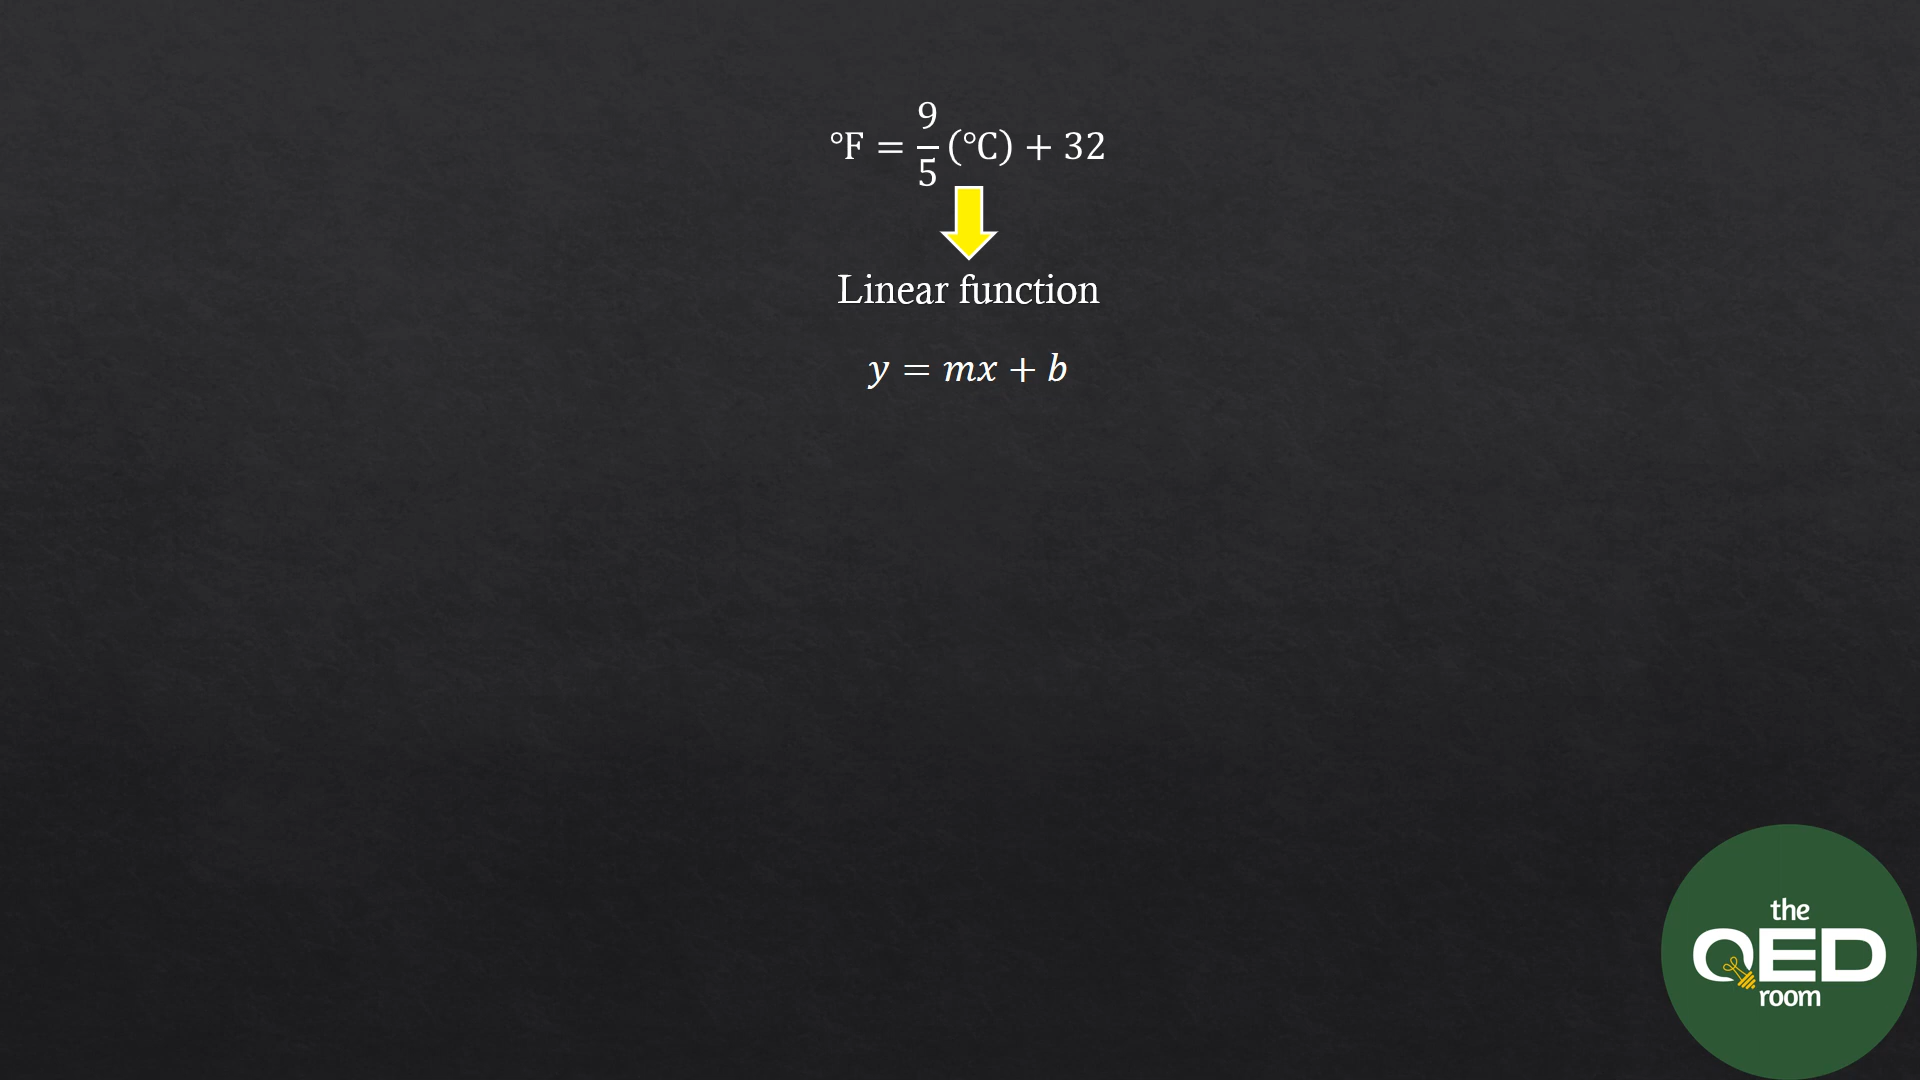 °F = 9/5 (°C) + 32
Linear function
y = mx + b
the
QED
room